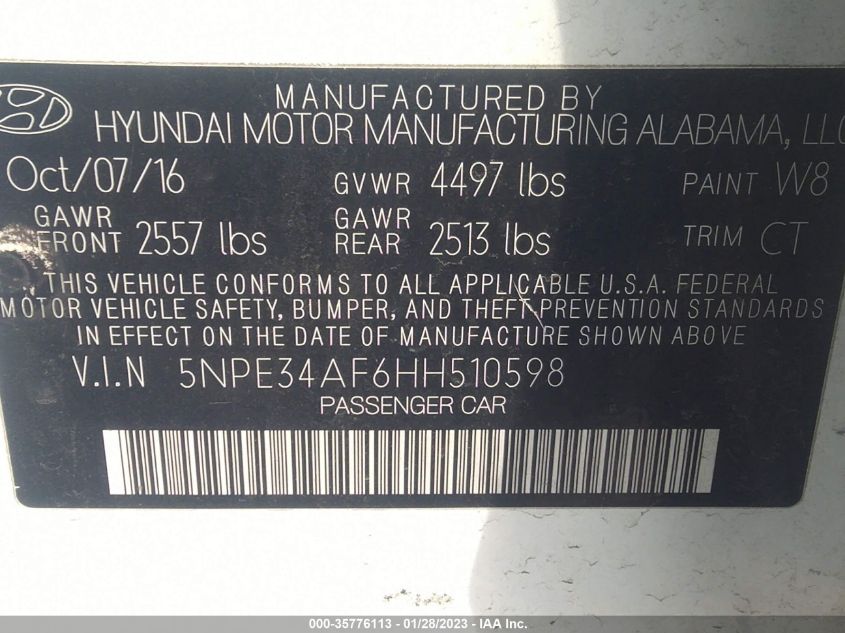 MANUFACTURED BY
HYUNDAI MOTOR MANUFACTURING ALABAMA, LLC
Oct/07/16 GVWR 4497 lbs PAINT W8
GAWR FRONT 2557 lbs GAWR REAR 2513 lbs TRIM CT
THIS VEHICLE CONFORMS TO ALL APPLICABLE U.S.A. FEDERAL
MOTOR VEHICLE SAFETY, BUMPER, AND THEFT PREVENTION STANDARDS
IN EFFECT ON THE DATE OF MANUFACTURE SHOWN ABOVE
V.I.N 5NPE34AF6HH510598
PASSENGER CAR
000-35776113 - 01/28/2023 - IAA Inc.